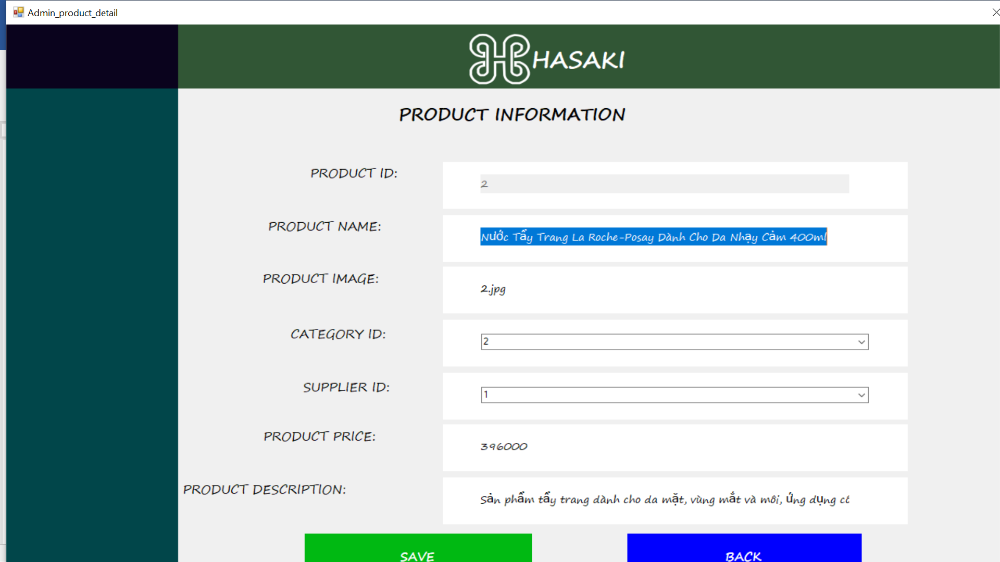 Admin_product_detail
HASAKI
PRODUCT INFORMATION
PRODUCT ID:
2
PRODUCT NAME:
Nước Tẩy Trang La Roche-Posay Dành Cho Da Nhạy Cảm 400ml
PRODUCT IMAGE:
2.jpg
CATEGORY ID:
2
SUPPLIER ID:
1
PRODUCT PRICE:
396000
PRODUCT DESCRIPTION:
Sản phẩm tẩy trang dành cho da mặt, vùng mắt và môi, ứng dụng
SAVE
BACK